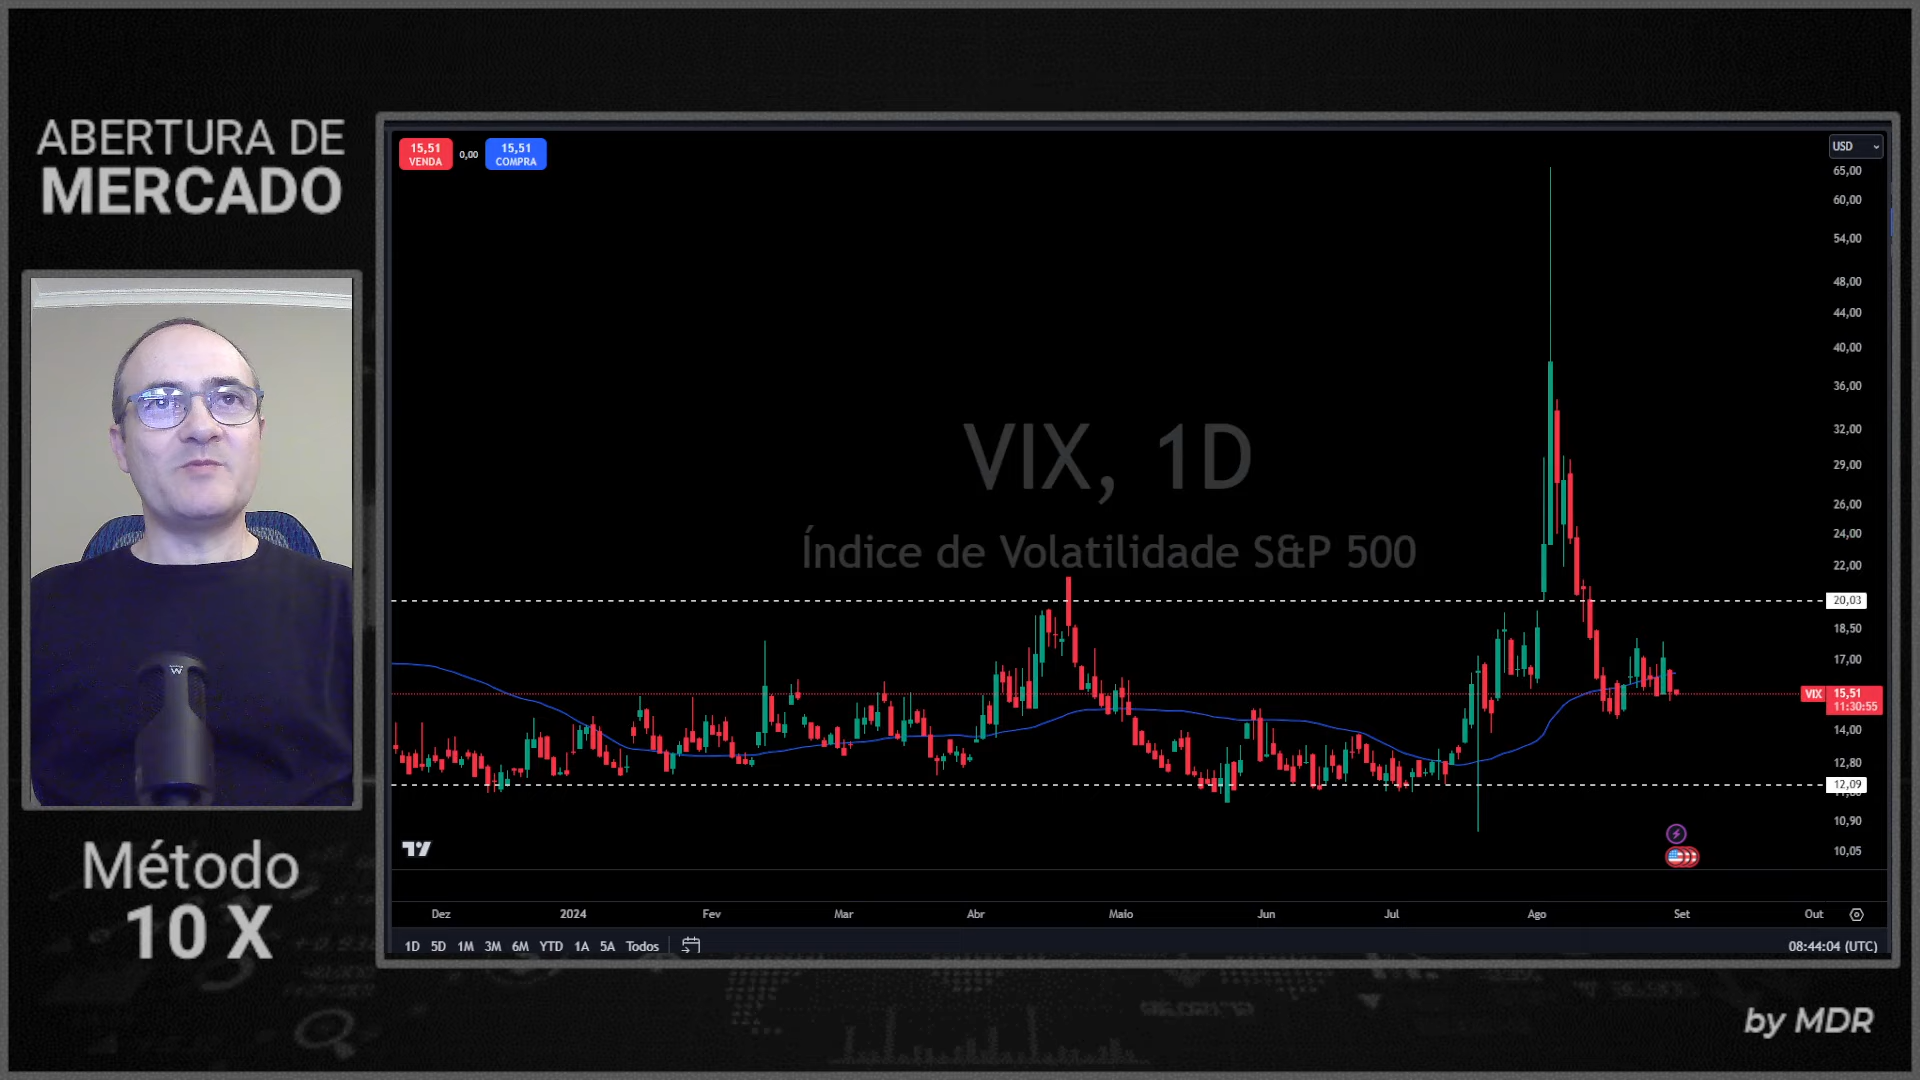 ABERTURA DE
MERCADO
Método
10 X
15,51
VENDA
0,00
15,51
COMPRA
USD
VIX, 1D
Índice de Volatilidade S&P 500
65,00
60,00
54,00
48,00
44,00
40,00
36,00
32,00
29,00
26,00
24,00
22,00
20,03
18,50
17,00
VIX 15,51
11:30:55
14,00
12,80
12,09
10,90
10,05
Dez 2024 Fev Mar Abr Maio Jun Jul Ago Set Out
1D 5D 1M 3M 6M YTD 1A 5A Todos
08:44:04 (UTC)
by MDR